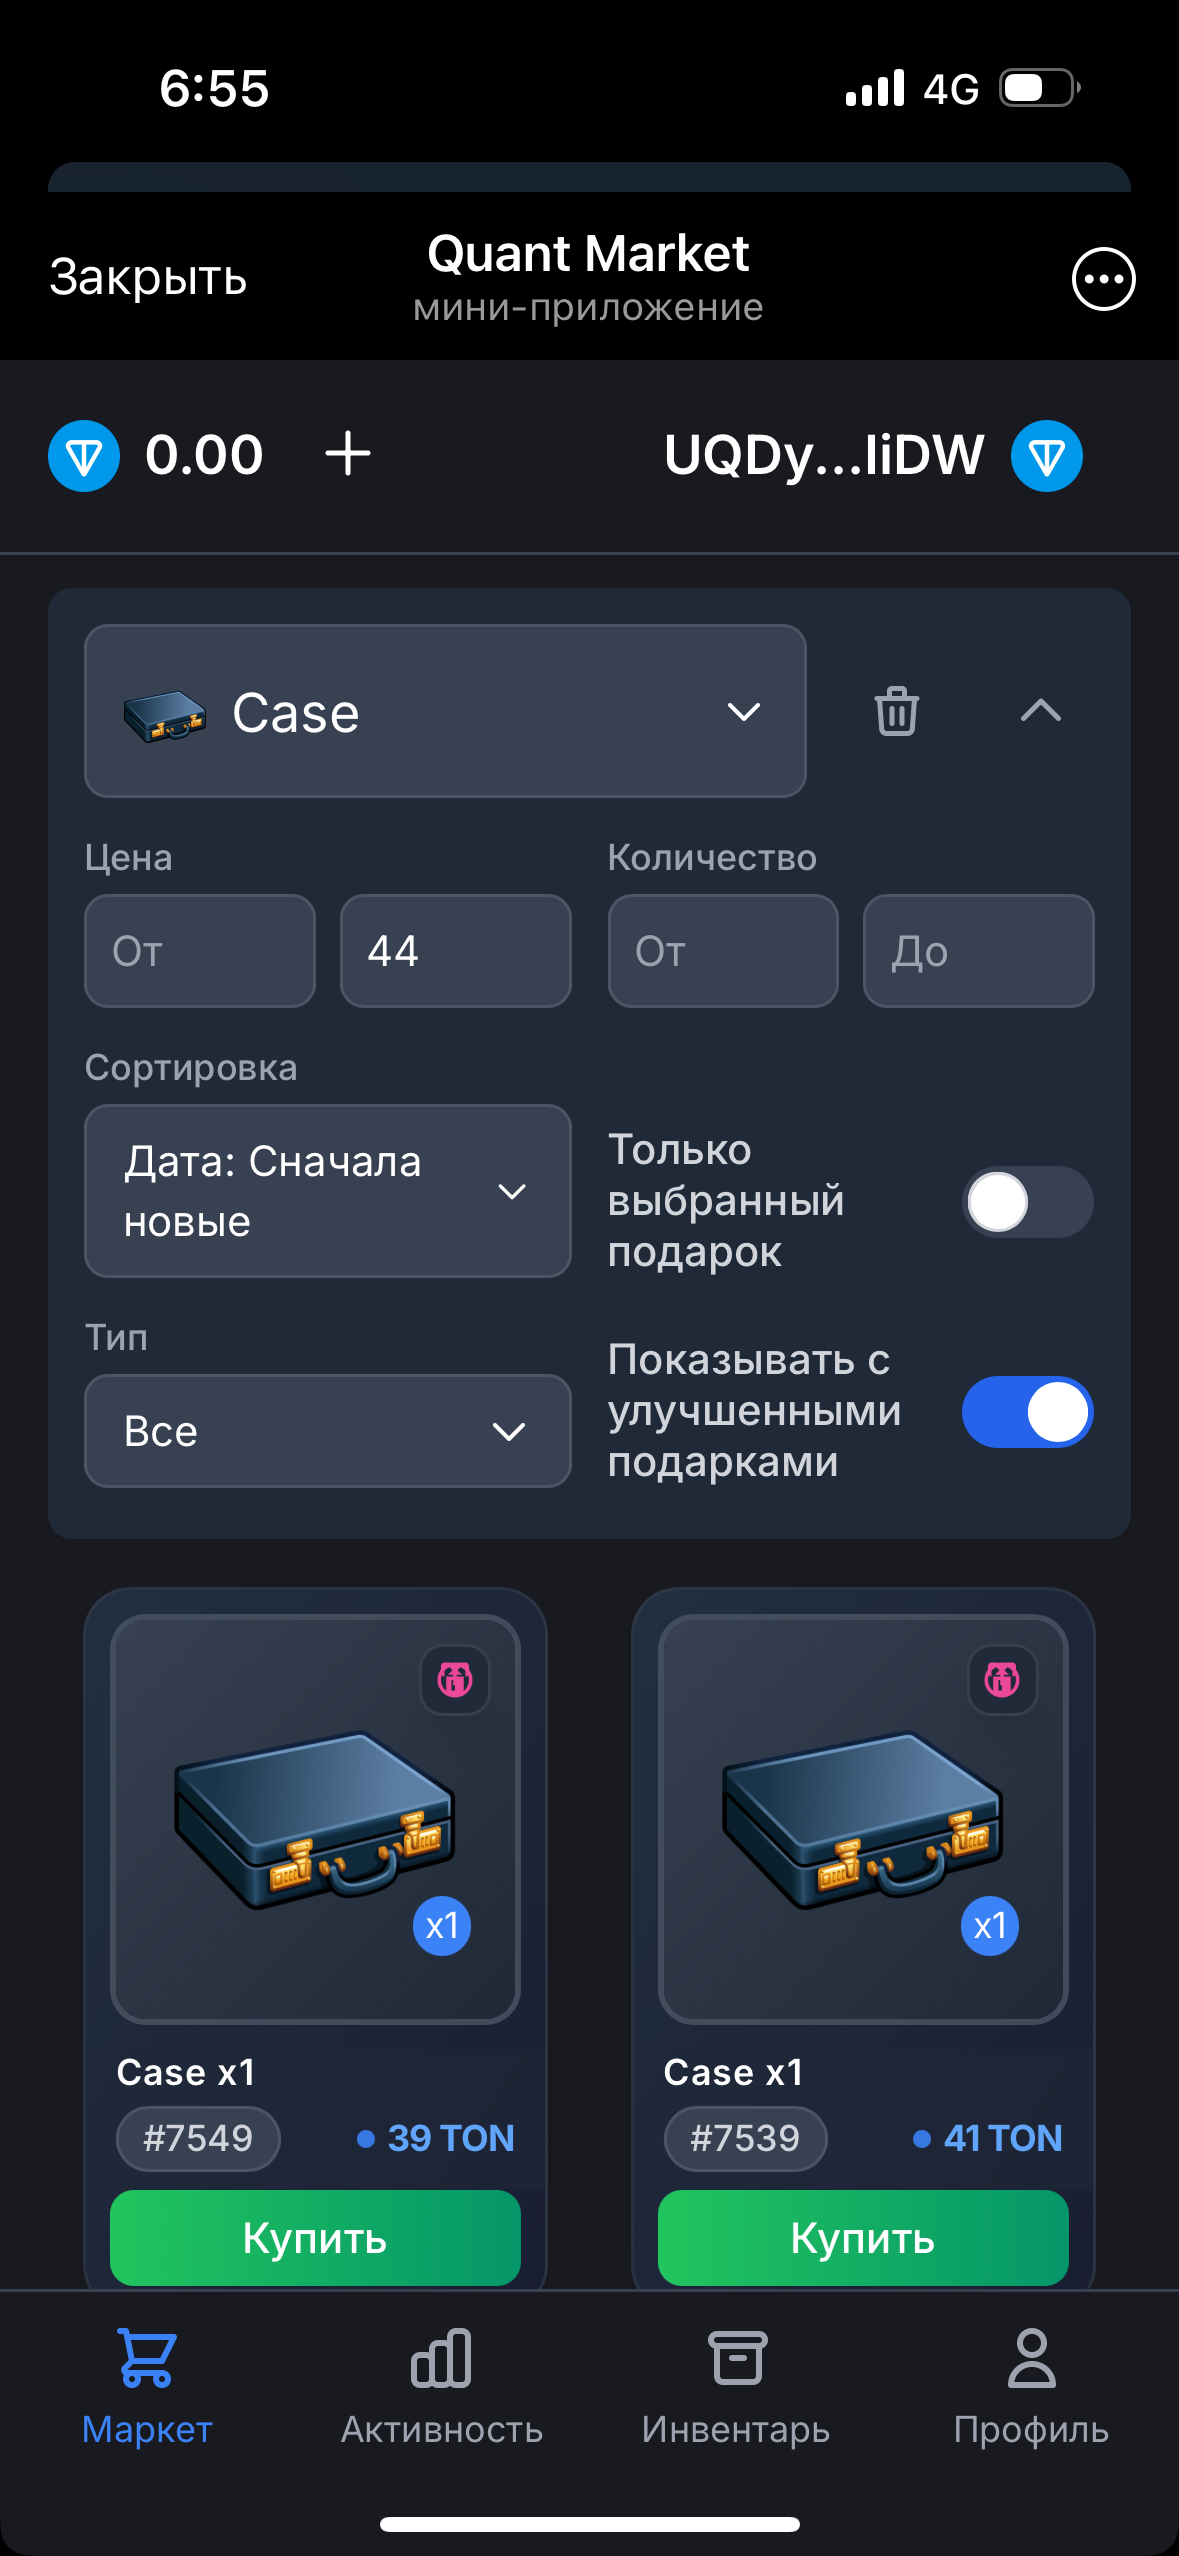 6:55
4G
Закрыть
Quant Market
мини-приложение
0.00
UQDy...IiDW
Case
Цена
Количество
От
44
От
До
Сортировка
Дата: Сначала
новые
Только
выбранный
подарок
Тип
Все
Показывать с
улучшенными
подарками
x1
x1
Case x1
Case x1
#7549
39 TON
#7539
41 TON
Купить
Купить
Маркет
Активность
Инвентарь
Профиль